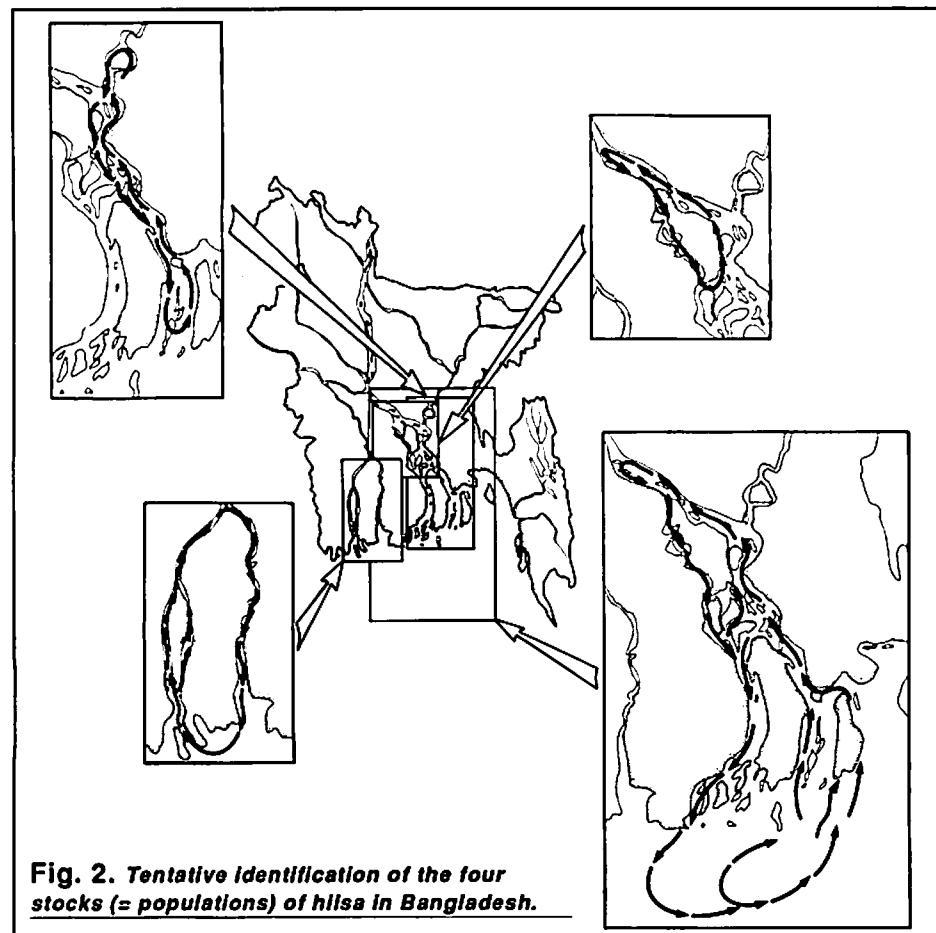 Fig. 2. Tentative identification of the four
stocks (= populations) of hilsa in Bangladesh.